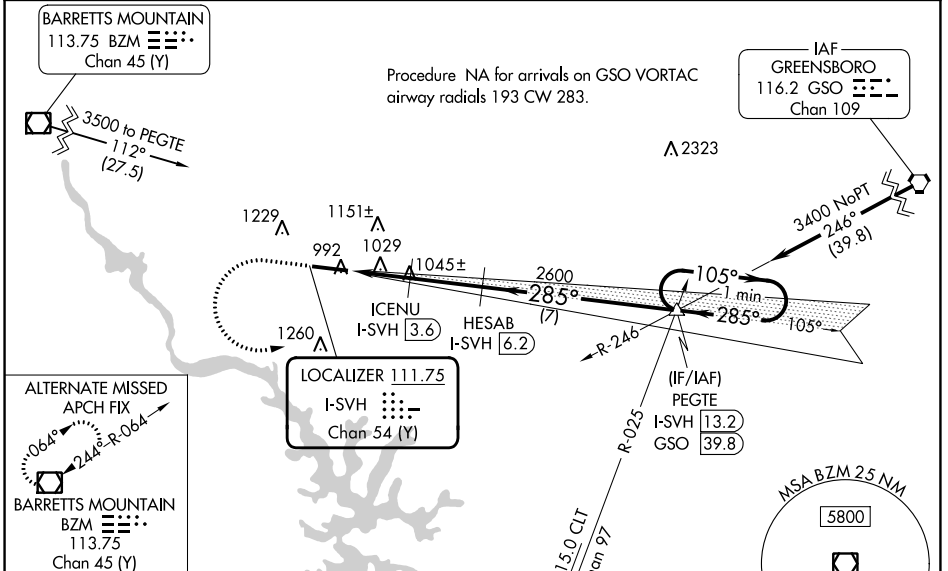 BARRETTS MOUNTAIN
113.75 BZM
Chan 45 (Y)
Procedure NA for arrivals on GSO VORTAC
airway radials 193 CW 283.
IAF
GREENSBORO
116.2 GSO
Chan 109
3500 to PEGTE
112°
(27.5)
2323
3400 NoPT
246°
(39.8)
1229
1151±
992
1029
1045±
2600
285°
(7)
105°
1 min
285°
105°
ICENU
I-SVH 3.6
HESAB
I-SVH 6.2
R-246
1260
(IF/IAF)
PEGTE
I-SVH 13.2
GSO 39.8
LOCALIZER 111.75
I-SVH
Chan 54 (Y)
R-025
15.0 CLT
an 97
ALTERNATE MISSED
APCH FIX
064°
244°
R-064
BARRETTS MOUNTAIN
BZM
113.75
Chan 45 (Y)
MSA BZM 25 NM
5800